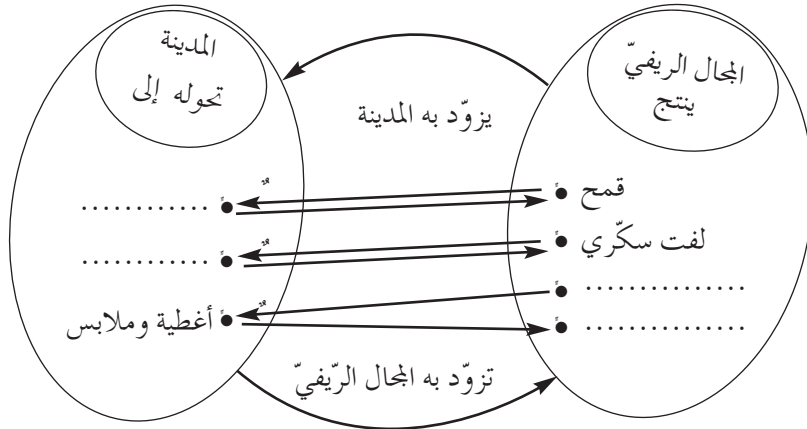 المجال الريفيّ
ينتج
المدينة
تحوله إلى
يزوّد به المدينة
قمح
............
لفت سكّري
............
..............
..............
أغطية وملابس
تزوّد به المجال الرّيفيّ